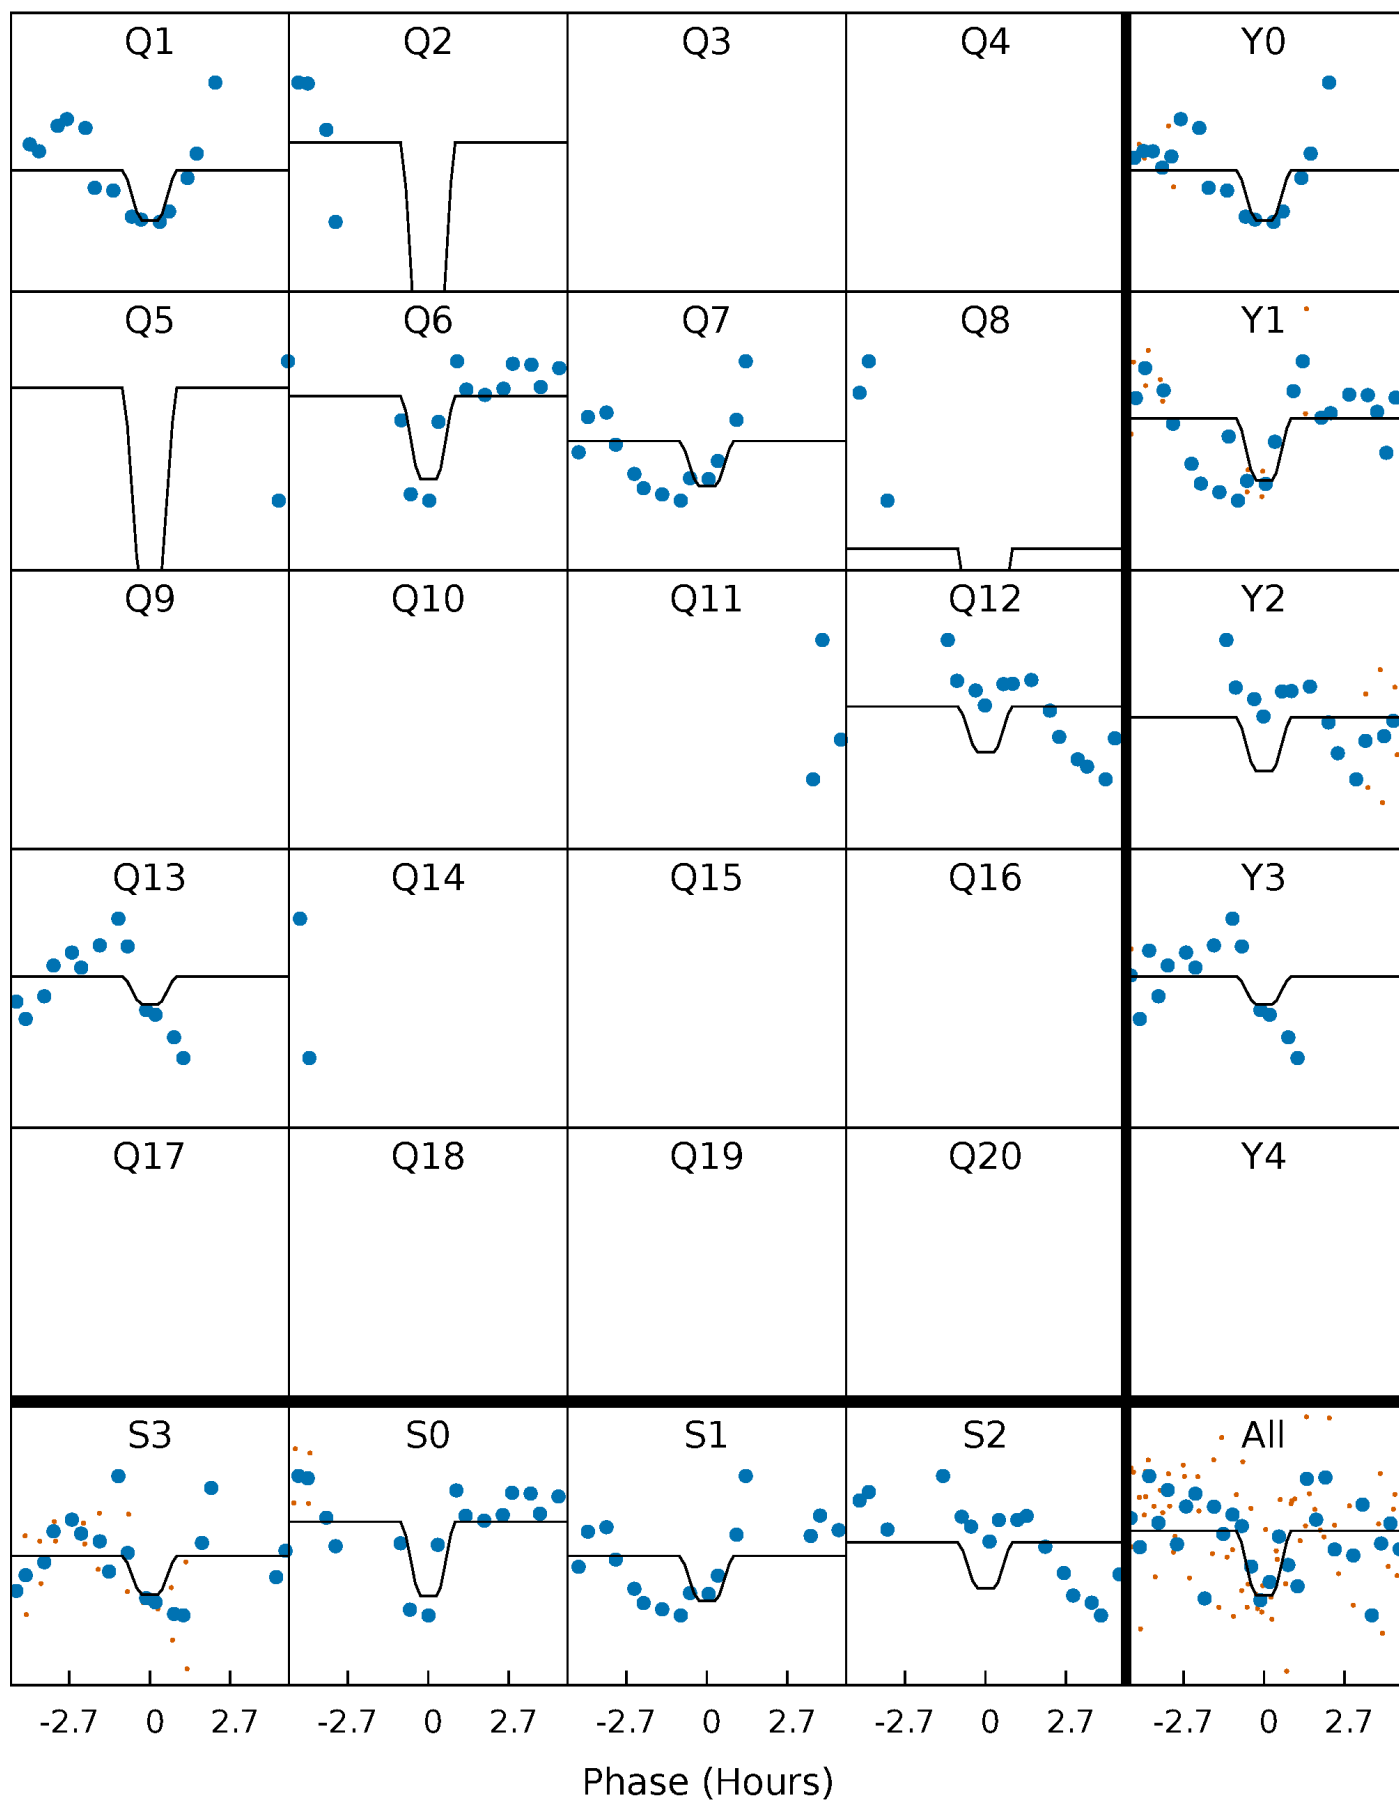 Q1 Q2 Q3 Q4 Y0
Q5 Q6 Q7 Q8 Y1
Q9 Q10 Q11 Q12 Y2
Q13 Q14 Q15 Q16 Y3
Q17 Q18 Q19 Q20 Y4
S3 S0 S1 S2 All
-2.7 0 2.7 -2.7 0 2.7 -2.7 0 2.7 -2.7 0 2.7 -2.7 0 2.7
Phase (Hours)